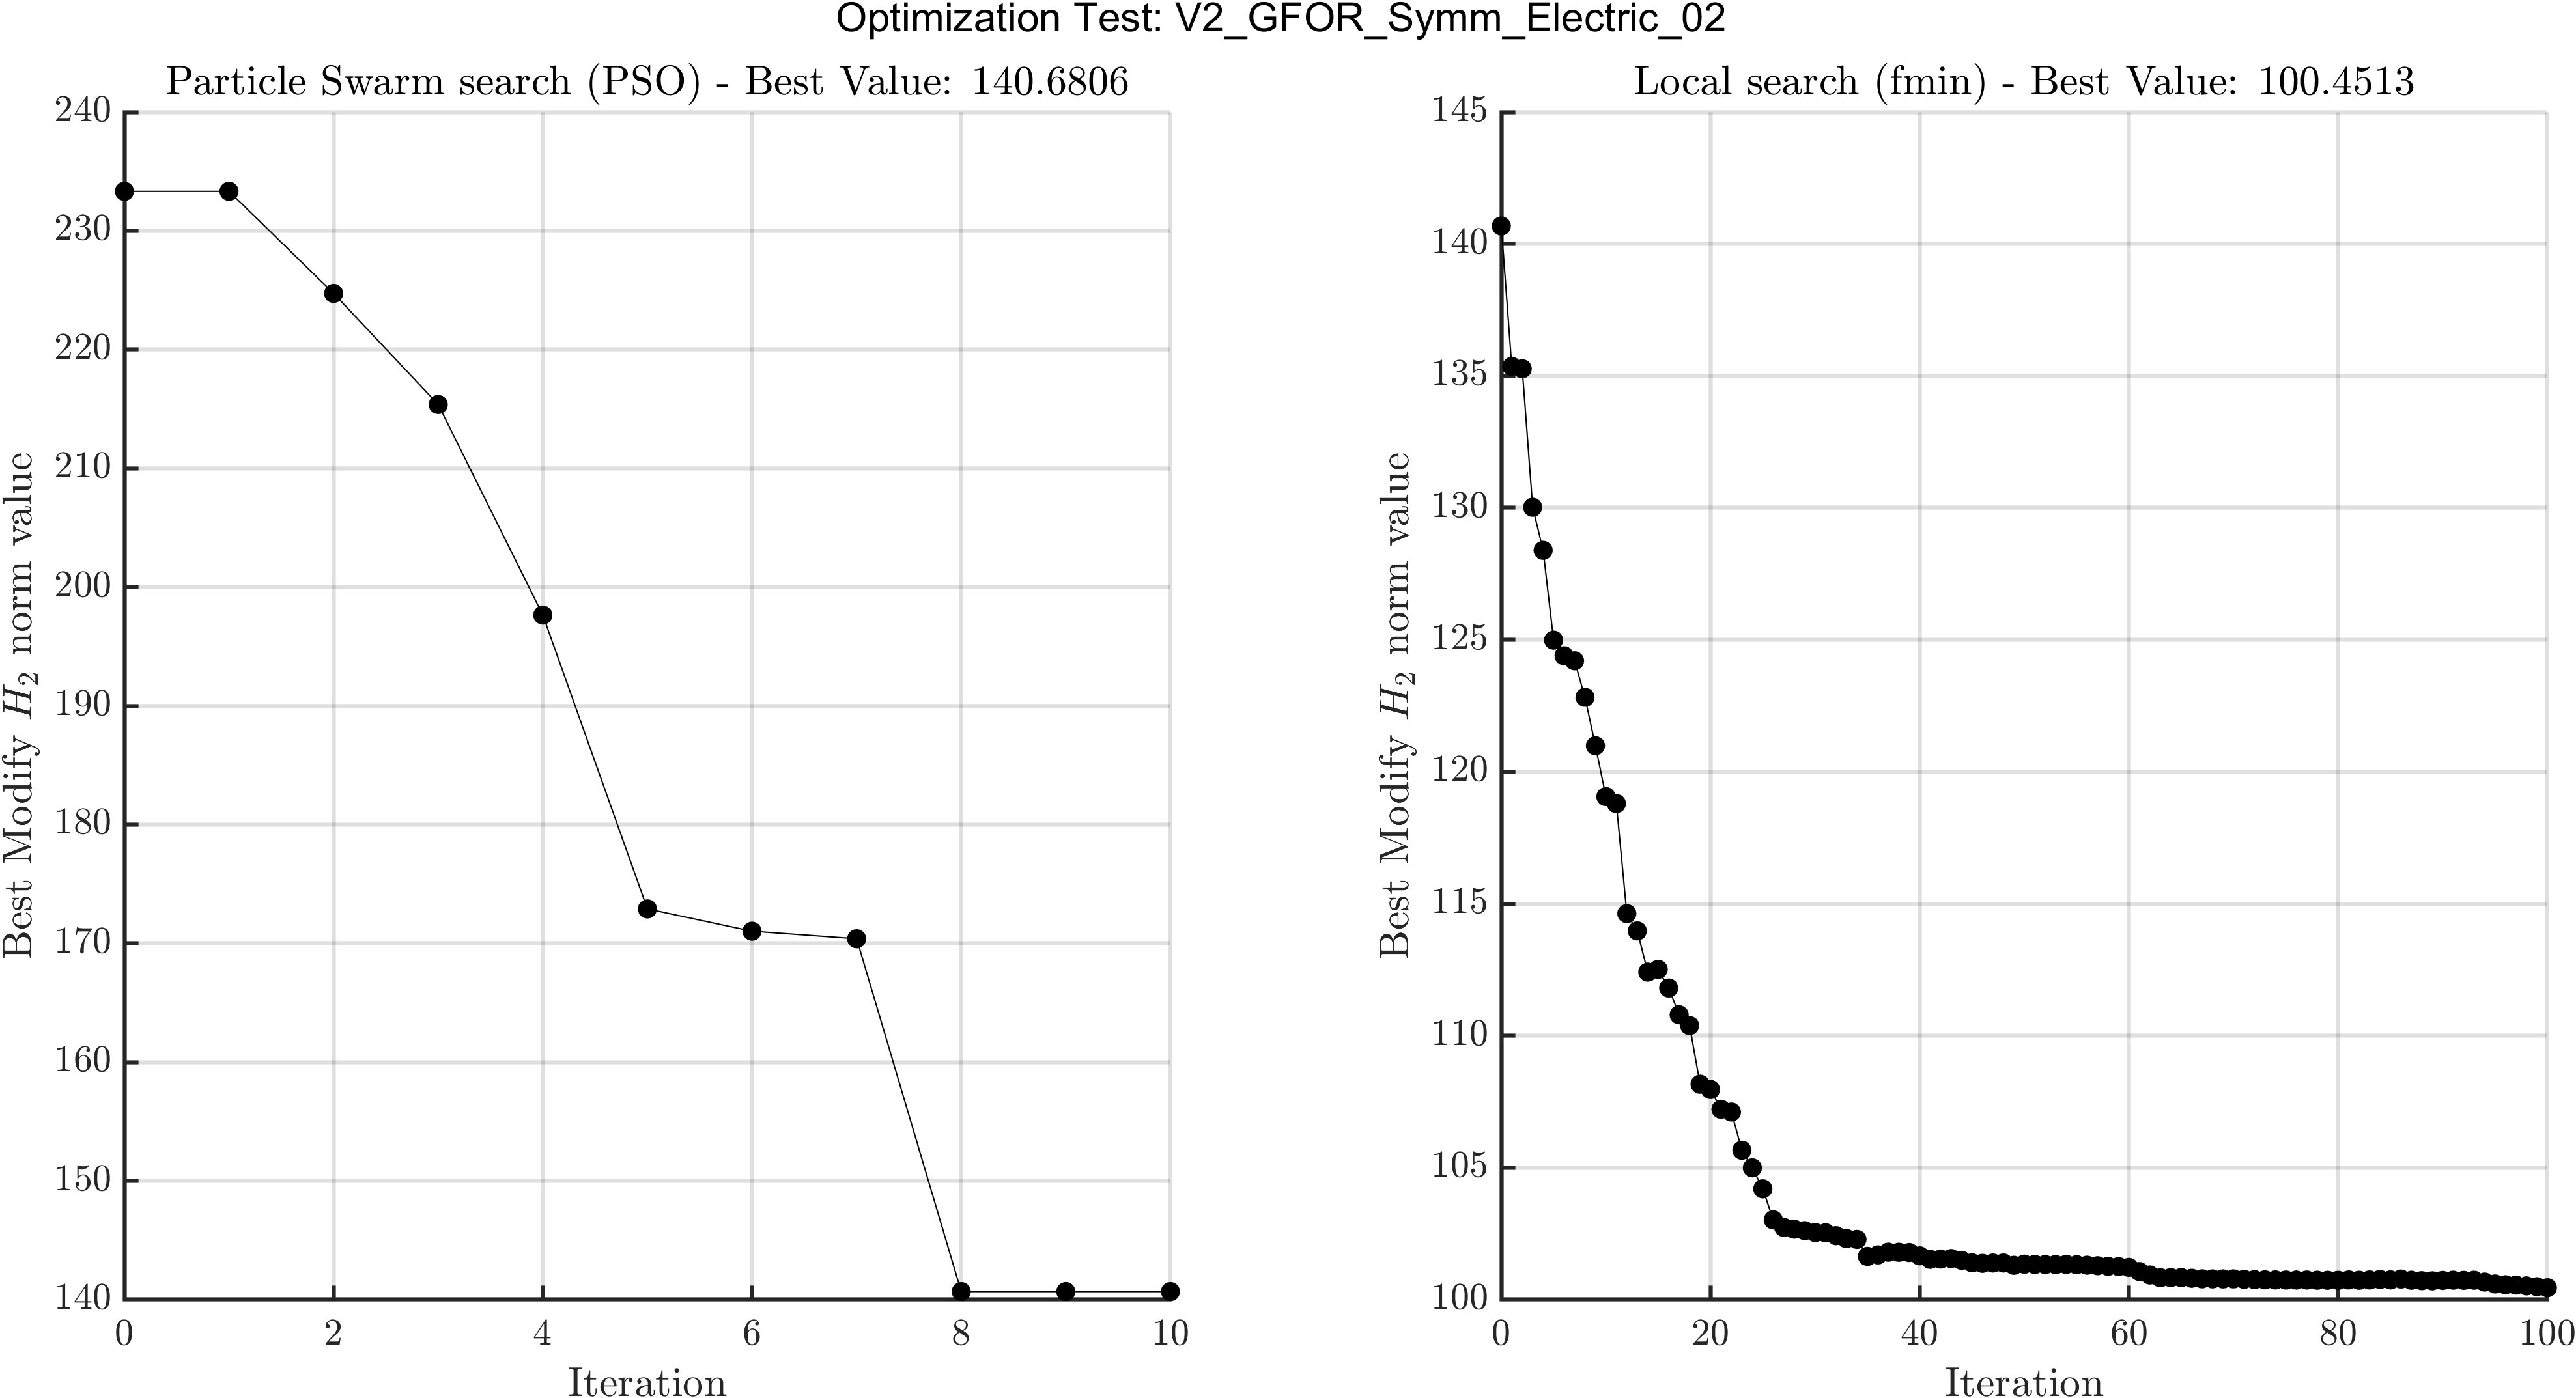 Optimization Test: V2_GFOR_Symm_Electric_02
Particle Swarm search (PSO) - Best Value: 140.6806
240
230
220
210
200
190
180
170
160
150
140
0 2 4 6 8 10
Iteration
Best Modify H2 norm value
Local search (fmin) - Best Value: 100.4513
145
140
135
130
125
120
115
110
105
100
0 20 40 60 80 100
Iteration
Best Modify H2 norm value